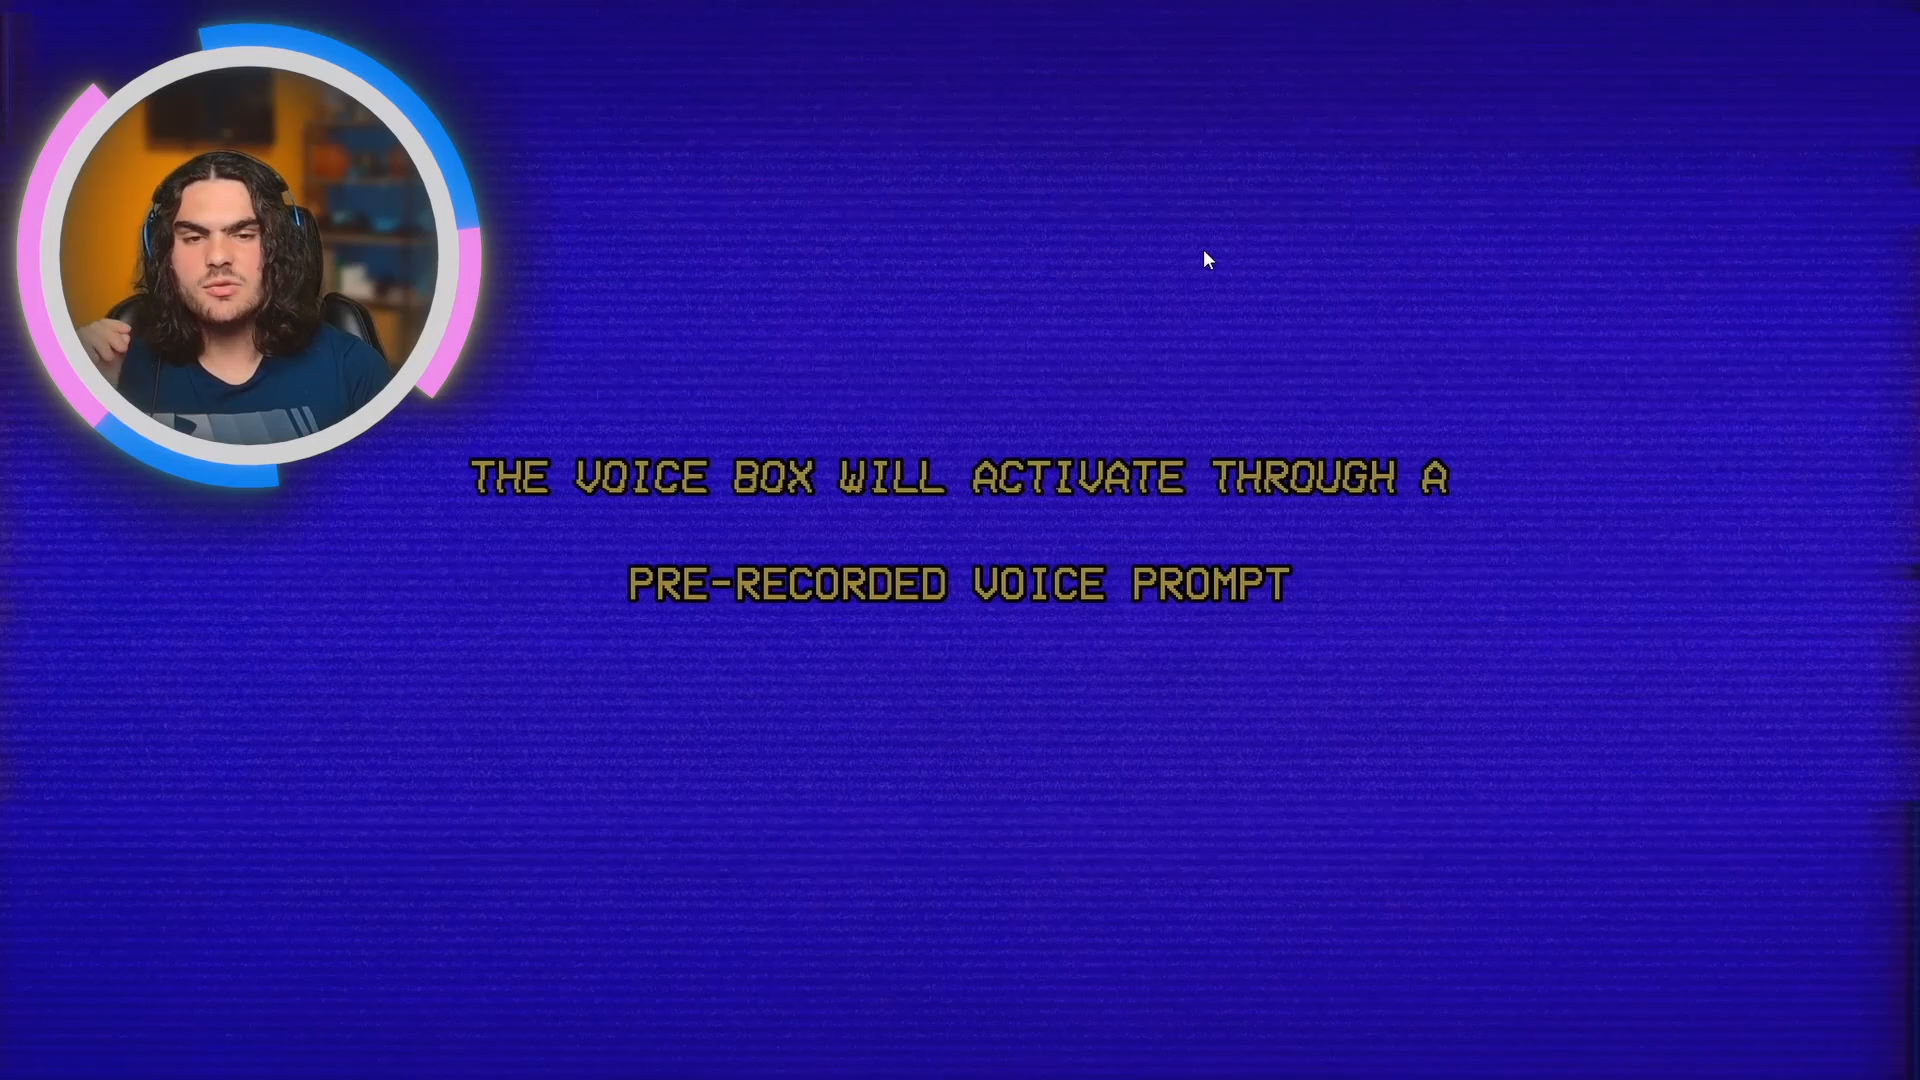 THE VOICE BOX WILL ACTIVATE THROUGH A
PRE-RECORDED VOICE PROMPT